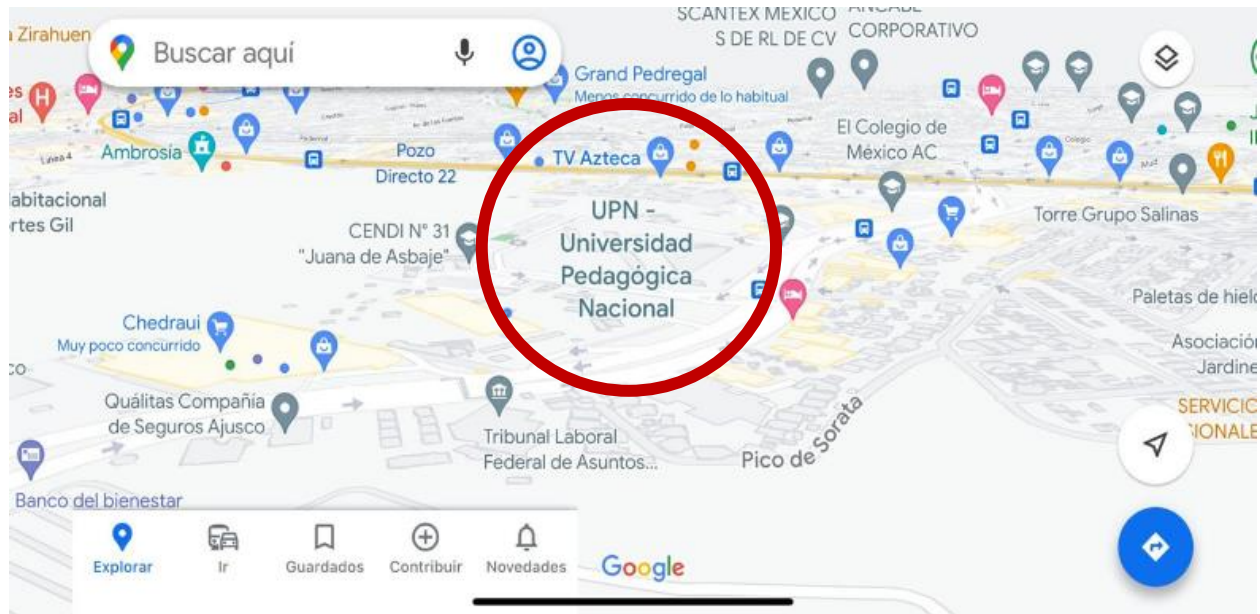 SCANTEX MEXICO
S DE RL DE CV
CORPORATIVO
Zirahuen
Buscar aquí
Grand Pedregal
Menos concurrido de lo habitual
H
El Colegio de
México AC
Linea 4
Ambrosía
Pozo
Directo 22
TV Azteca
abitacional
rtes Gil
CENDI N° 31
"Juana de Asbaje"
UPN -
Universidad
Pedagógica
Nacional
Torre Grupo Salinas
Paletas de hielo
Chedraui
Muy poco concurrido
Asociación
Jardine
Quálitas Compañía
de Seguros Ajusco
Tribunal Laboral
Federal de Asuntos...
Pico de Sorata
SERVICIO
IONALE
Banco del bienestar
Explorar
Ir
Guardados
Contribuir
Novedades
Google